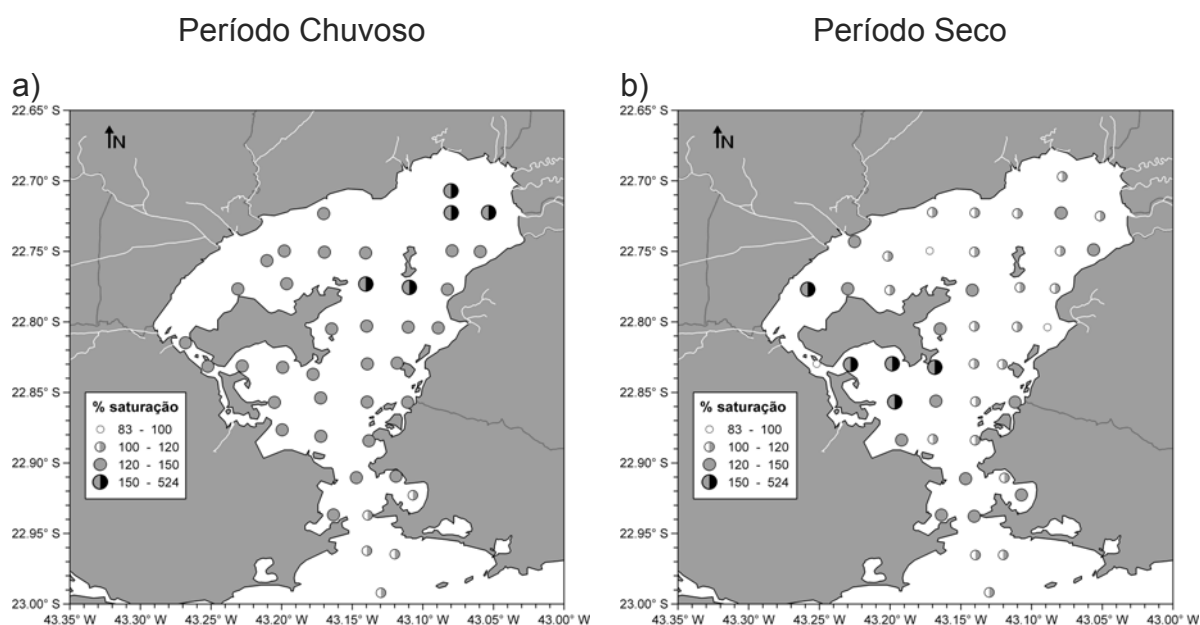 Período Chuvoso
Período Seco
a)
22.65° S
22.70° S
22.75° S
22.80° S
22.85° S
22.90° S
22.95° S
23.00° S
N
% saturação
83 - 100
100 - 120
120 - 150
150 - 524
43.35° W 43.30° W 43.25° W 43.20° W 43.15° W 43.10° W 43.05° W 43.00° W
b)
22.65° S
22.70° S
22.75° S
22.80° S
22.85° S
22.90° S
22.95° S
23.00° S
N
% saturação
83 - 100
100 - 120
120 - 150
150 - 524
43.35° W 43.30° W 43.25° W 43.20° W 43.15° W 43.10° W 43.05° W 43.00° W